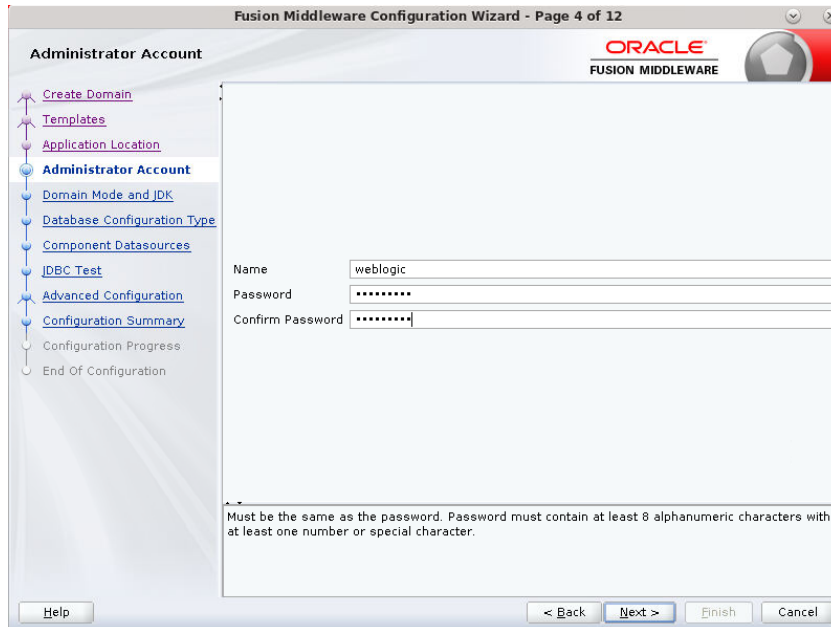 Fusion Middleware Configuration Wizard - Page 4 of 12
Administrator Account
ORACLE
FUSION MIDDLEWARE
Create Domain
Templates
Application Location
Administrator Account
Domain Mode and JDK
Database Configuration Type
Component Datasources
JDBC Test
Advanced Configuration
Configuration Summary
Configuration Progress
End Of Configuration
Name weblogic
Password •••••••••
Confirm Password •••••••••
Must be the same as the password. Password must contain at least 8 alphanumeric characters with
at least one number or special character.
Help < Back Next > Finish Cancel